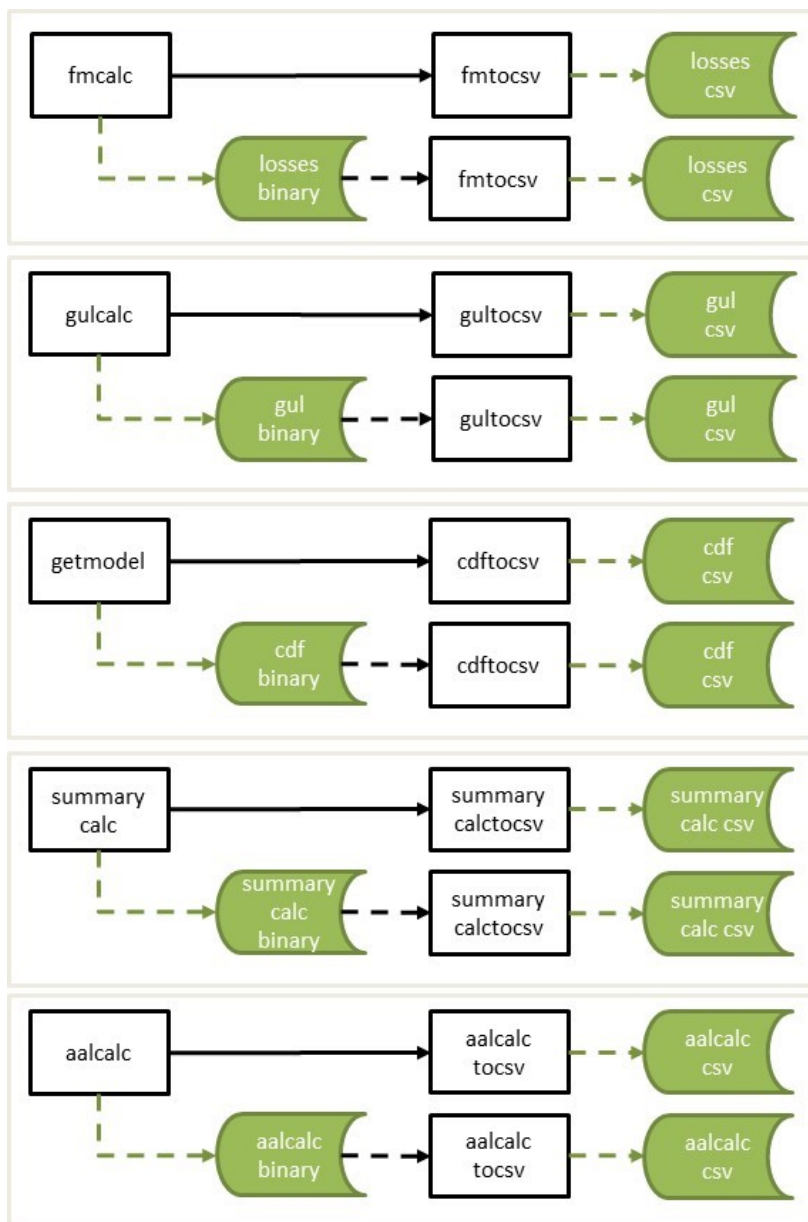 fmcalc
fmtocsv
losses
csv
losses
binary
fmtocsv
losses
csv
gulcalc
gultocsv
gul
csv
gul
binary
gultocsv
gul
csv
getmodel
cdftocsv
cdf
csv
cdf
binary
cdftocsv
cdf
csv
summary
calc
summary
calctocsv
summary
calc csv
summary
calc
binary
summary
calctocsv
summary
calc csv
aalcalc
aalcalc
tocsv
aalcalc
csv
aalcalc
binary
aalcalc
tocsv
aalcalc
csv